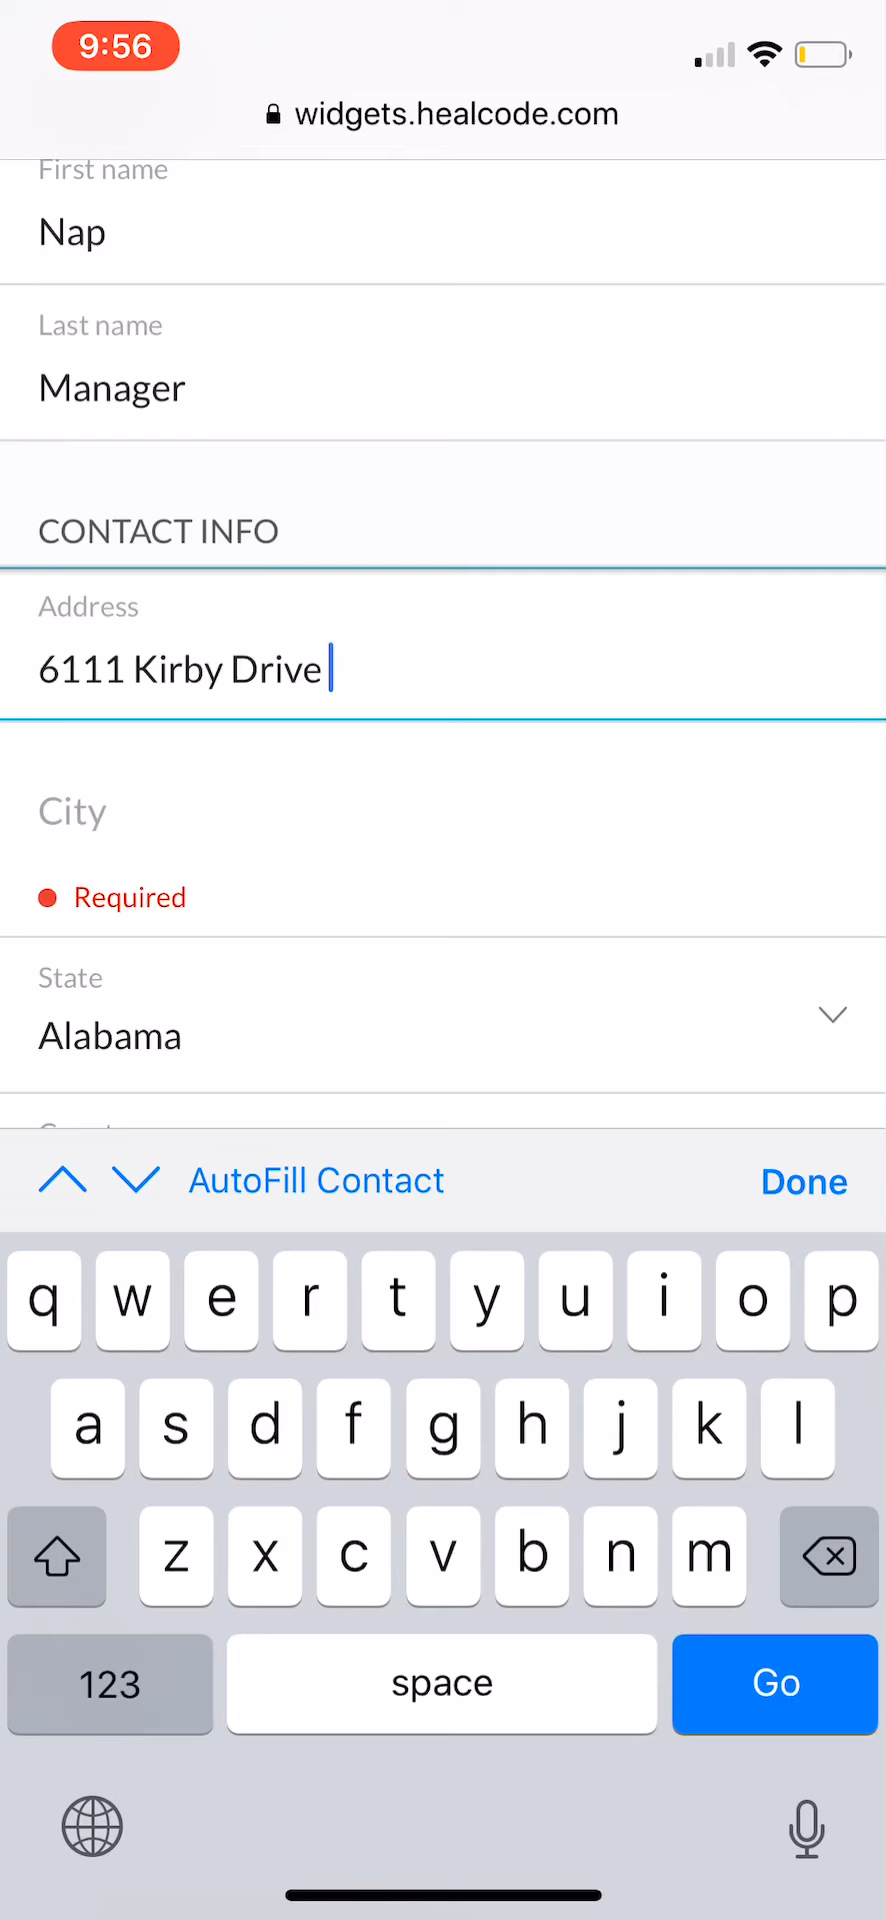 9:56
widgets.healcode.com
First name
Nap
Last name
Manager
CONTACT INFO
Address
6111 Kirby Drive
City
Required
State
Alabama
AutoFill Contact Done
q w e r t y u i o p
a s d f g h j k l
z x c v b n m
123 space Go